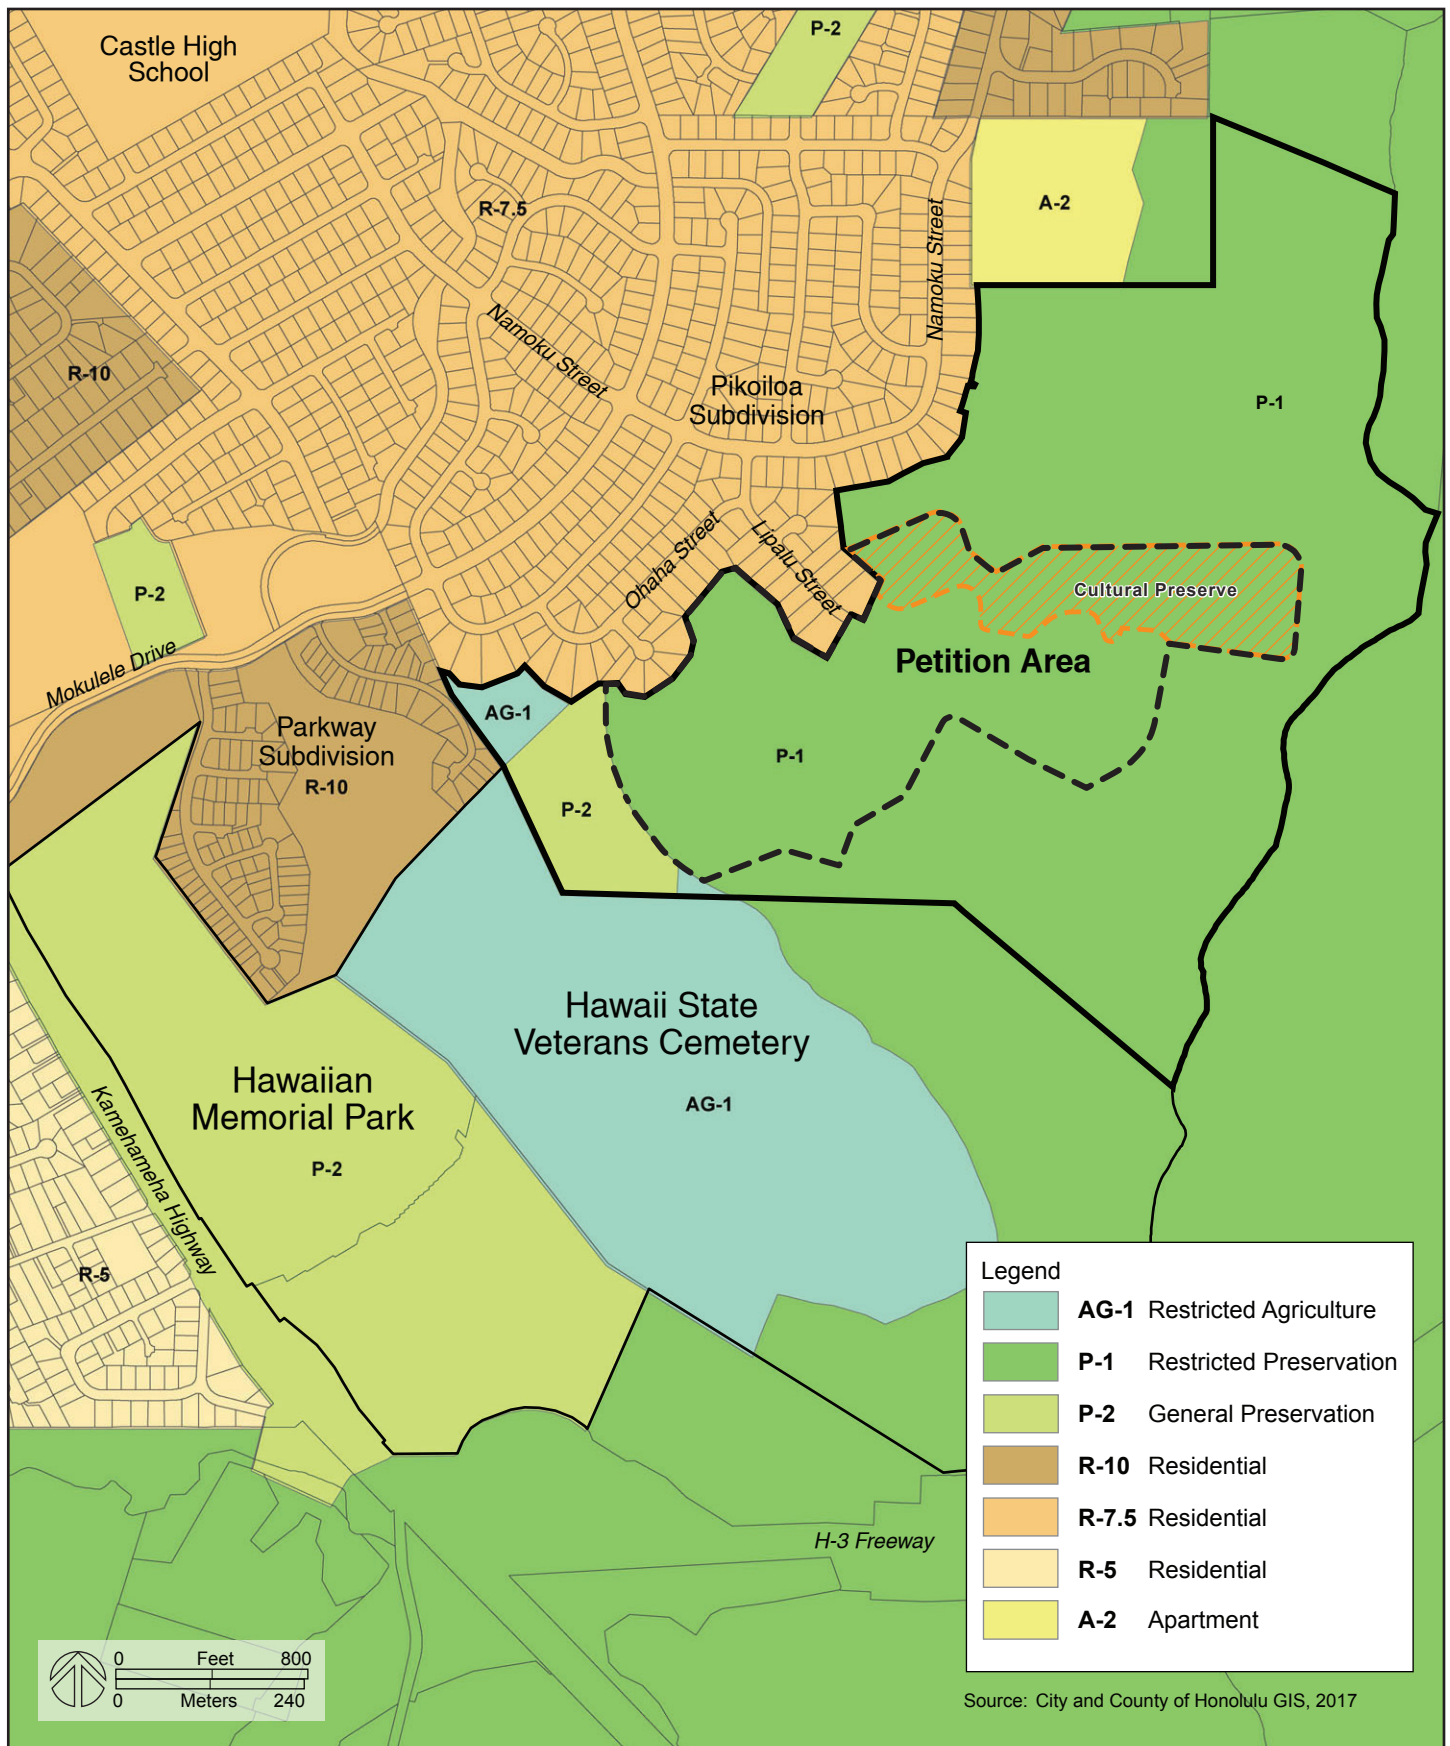 Castle High
School
P-2
R-7.5
A-2
Namoku Street
Namoku Street
R-10
Pikoiloa
Subdivision
P-1
Ohaha Street
Lipalu Street
P-2
Cultural Preserve
Mokulele Drive
Petition Area
AG-1
Parkway
Subdivision
R-10
P-1
P-2
Hawaii State
Veterans Cemetery
AG-1
Hawaiian
Memorial Park
P-2
Kamehameha Highway
R-5
H-3 Freeway
Legend
AG-1 Restricted Agriculture
P-1 Restricted Preservation
P-2 General Preservation
R-10 Residential
R-7.5 Residential
R-5 Residential
A-2 Apartment
0 Feet 800
0 Meters 240
Source: City and County of Honolulu GIS, 2017